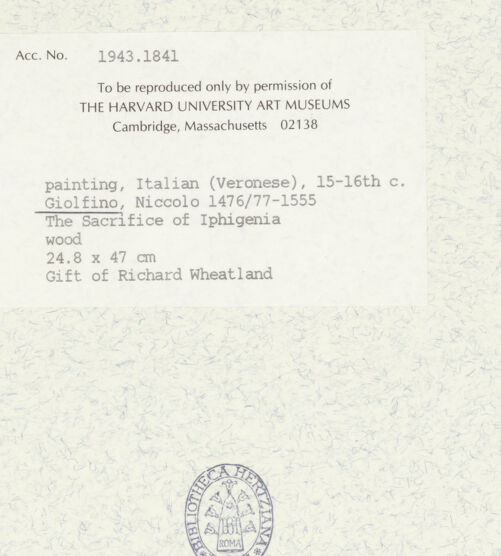 Acc. No. 1943.1841
To be reproduced only by permission of
THE HARVARD UNIVERSITY ART MUSEUMS
Cambridge, Massachusetts 02138
painting, Italian (Veronese), 15-16th c.
Giolfino, Niccolo 1476/77-1555
The Sacrifice of Iphigenia
wood
24.8 x 47 cm
Gift of Richard Wheatland
BIBLIOTHECA HERTZIANA
ROMA